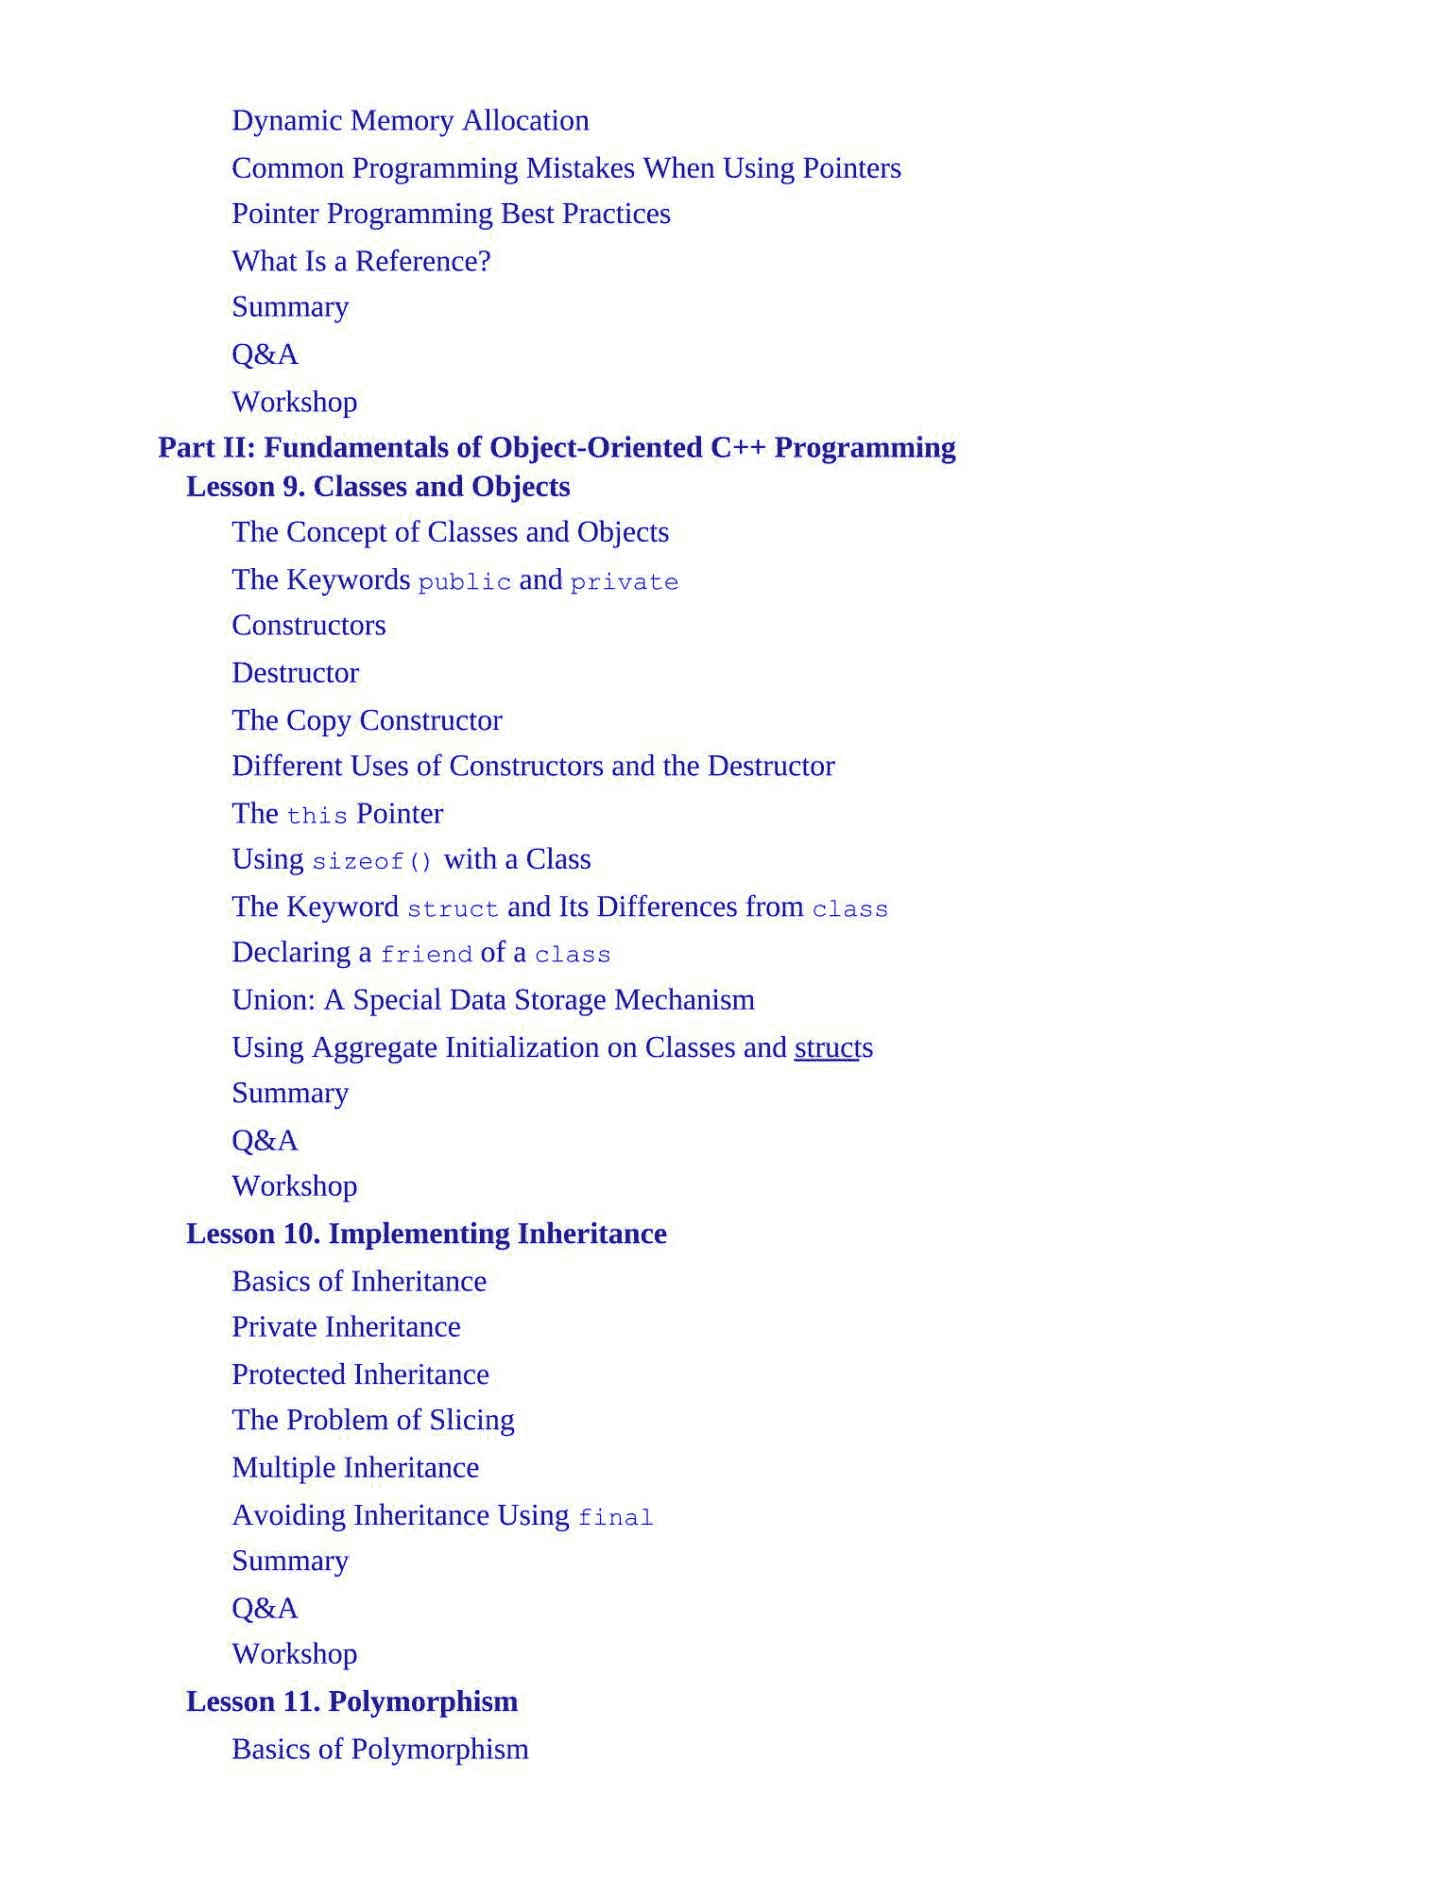 Dynamic Memory Allocation
Common Programming Mistakes When Using Pointers
Pointer Programming Best Practices
What Is a Reference?
Summary
Q&A
Workshop
Part II: Fundamentals of Object-Oriented C++ Programming
Lesson 9. Classes and Objects
The Concept of Classes and Objects
The Keywords public and private
Constructors
Destructor
The Copy Constructor
Different Uses of Constructors and the Destructor
The this Pointer
Using sizeof() with a Class
The Keyword struct and Its Differences from class
Declaring a friend of a class
Union: A Special Data Storage Mechanism
Using Aggregate Initialization on Classes and structs
Summary
Q&A
Workshop
Lesson 10. Implementing Inheritance
Basics of Inheritance
Private Inheritance
Protected Inheritance
The Problem of Slicing
Multiple Inheritance
Avoiding Inheritance Using final
Summary
Q&A
Workshop
Lesson 11. Polymorphism
Basics of Polymorphism